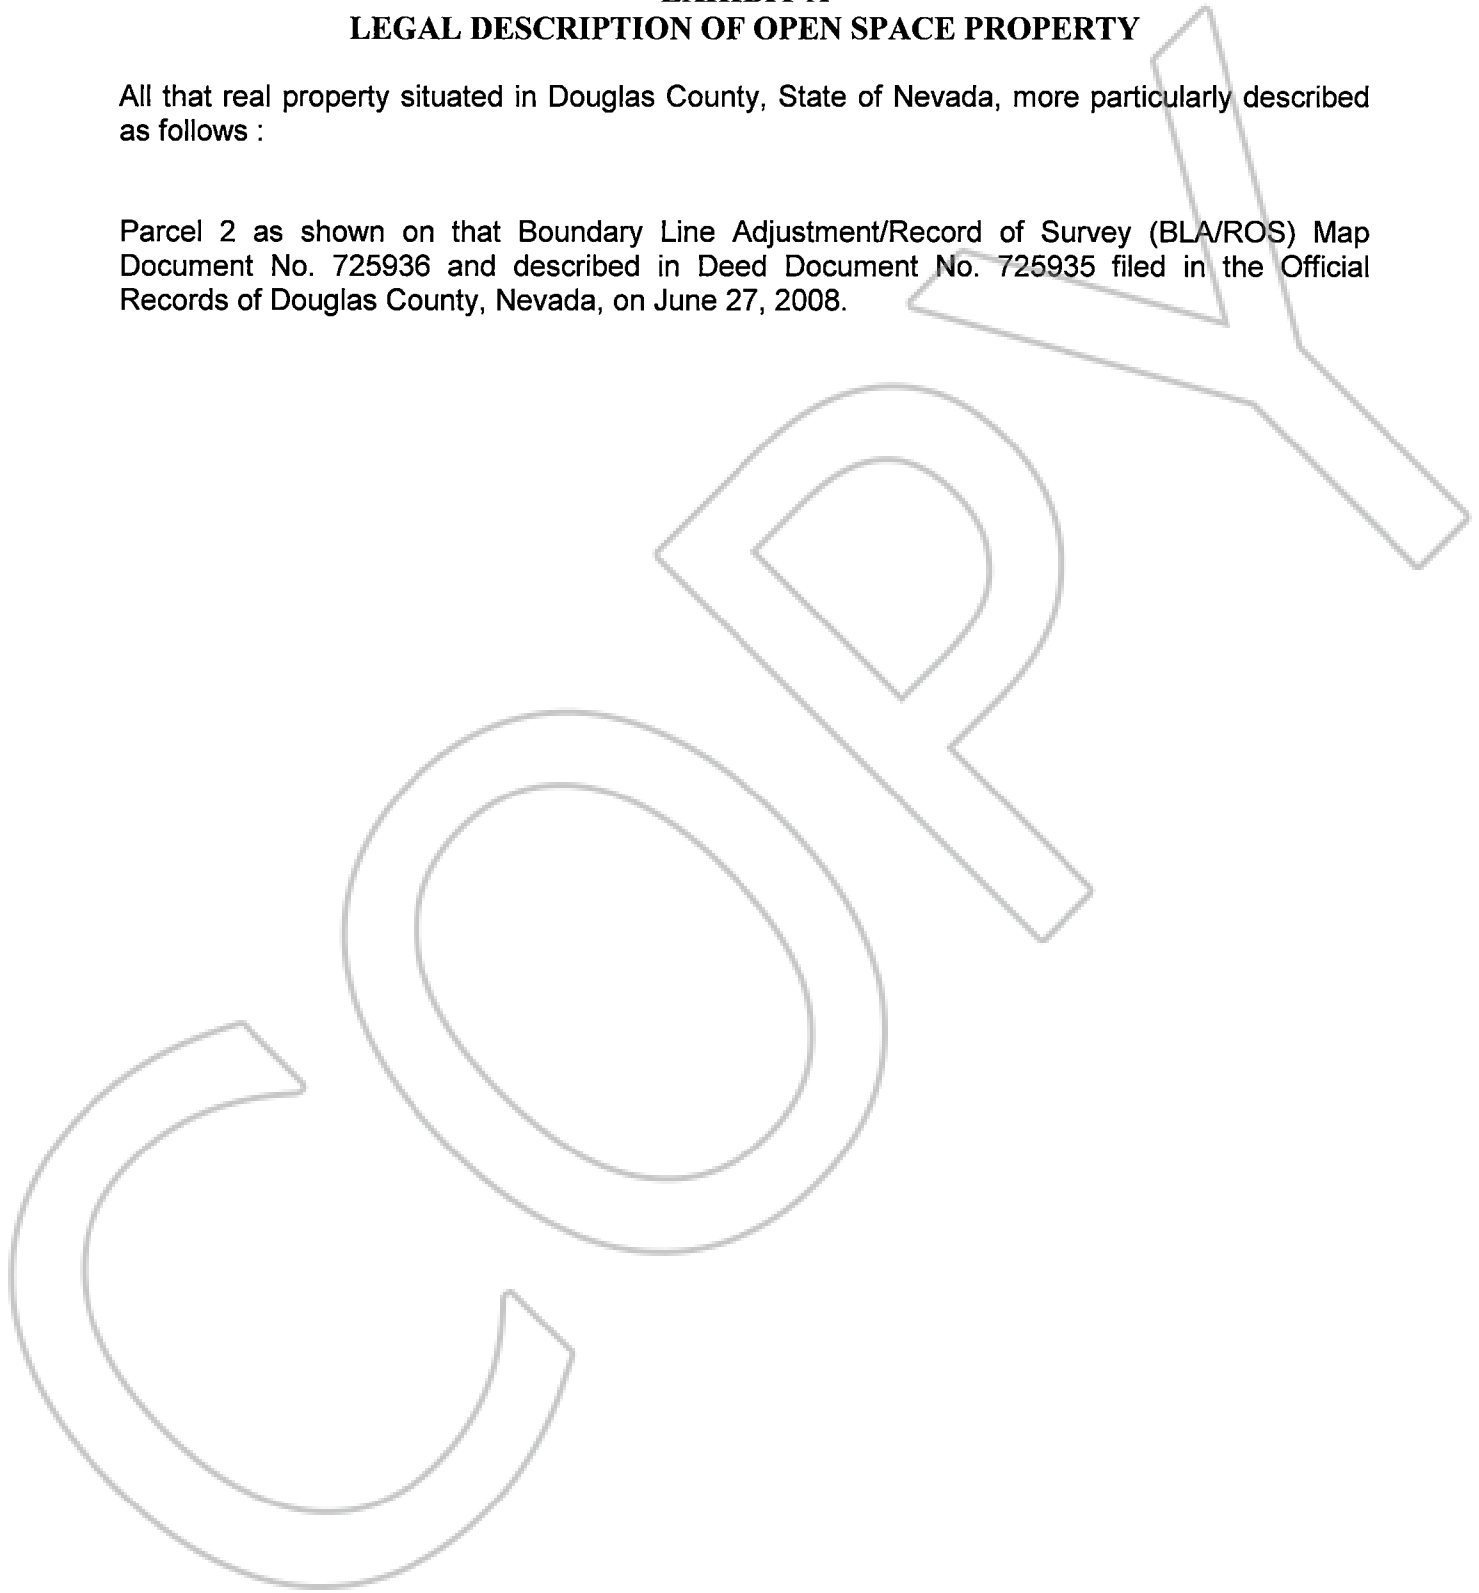 LEGAL DESCRIPTION OF OPEN SPACE PROPERTY
All that real property situated in Douglas County, State of Nevada, more particularly described
as follows :
Parcel 2 as shown on that Boundary Line Adjustment/Record of Survey (BLA/ROS) Map
Document No. 725936 and described in Deed Document No. 725935 filed in the Official
Records of Douglas County, Nevada, on June 27, 2008.
COPY